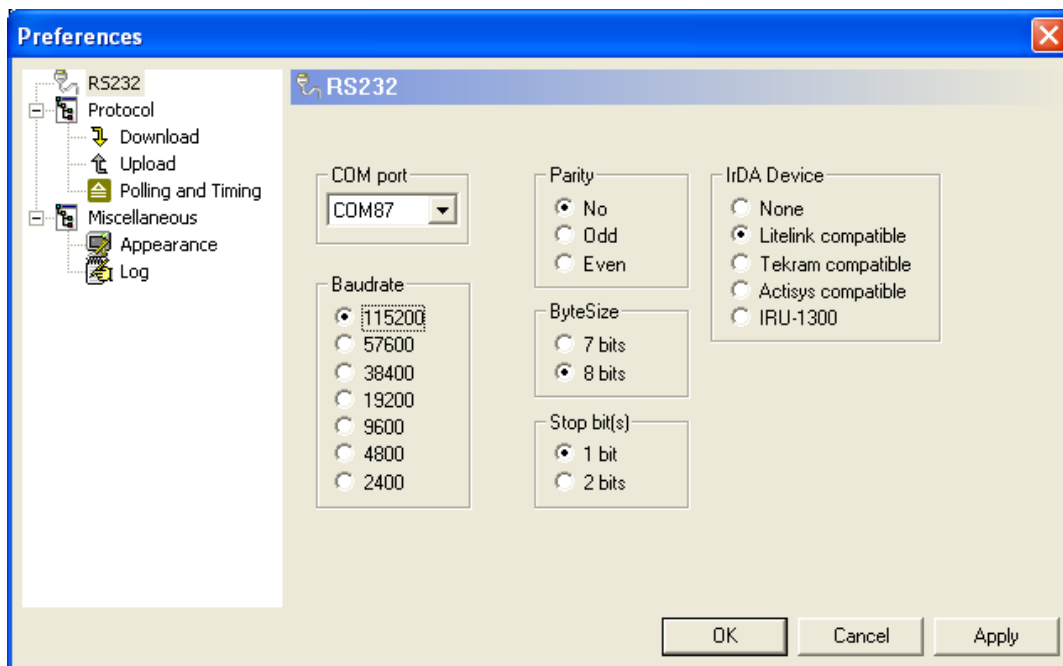 Preferences
RS232
Protocol
Download
Upload
Polling and Timing
Miscellaneous
Appearance
Log
RS232
COM port
COM87
Baudrate
115200
57600
38400
19200
9600
4800
2400
Parity
No
Odd
Even
ByteSize
7 bits
8 bits
Stop bit(s)
1 bit
2 bits
IrDA Device
None
Litelink compatible
Tekram compatible
Actisys compatible
IRU-1300
OK
Cancel
Apply